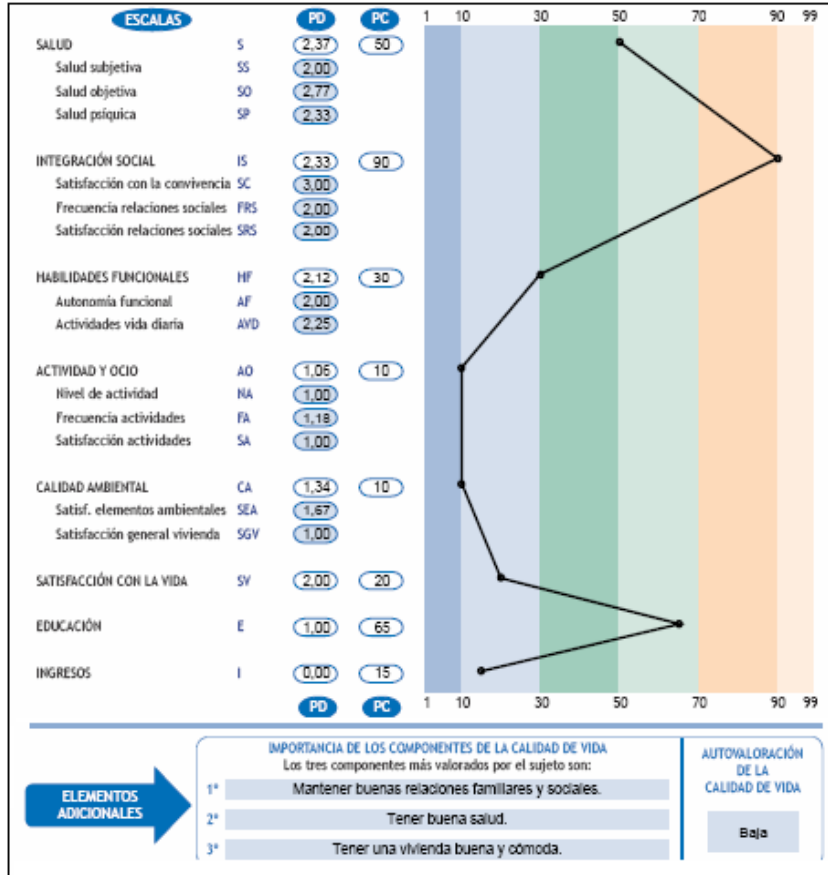 ESCALAS PD PC 1 10 30 50 70 90 99
SALUD S 2,37 50
Salud subjetiva SS 2,00
Salud objetiva SO 2,77
Salud psíquica SP 2,33
INTEGRACIÓN SOCIAL IS 2,33 90
Satisfacción con la convivencia SC 3,00
Frecuencia relaciones sociales FRS 2,00
Satisfacción relaciones sociales SRS 2,00
HABILIDADES FUNCIONALES HF 2,12 30
Autonomía funcional AF 2,00
Actividades vida diaria AVD 2,25
ACTIVIDAD Y OCIO AO 1,06 10
Nivel de actividad NA 1,00
Frecuencia actividades FA 1,18
Satisfacción actividades SA 1,00
CALIDAD AMBIENTAL CA 1,34 10
Satisf. elementos ambientales SEA 1,67
Satisfacción general vivienda SGV 1,00
SATISFACCIÓN CON LA VIDA SV 2,00 20
EDUCACIÓN E 1,00 65
INGRESOS I 0,00 15
PD PC 1 10 30 50 70 90 99
ELEMENTOS
ADICIONALES
IMPORTANCIA DE LOS COMPONENTES DE LA CALIDAD DE VIDA
Los tres componentes más valorados por el sujeto son:
1º Mantener buenas relaciones familiares y sociales.
2º Tener buena salud.
3º Tener una vivienda buena y cómoda.
AUTOVALORACIÓN
DE LA
CALIDAD DE VIDA
Baja